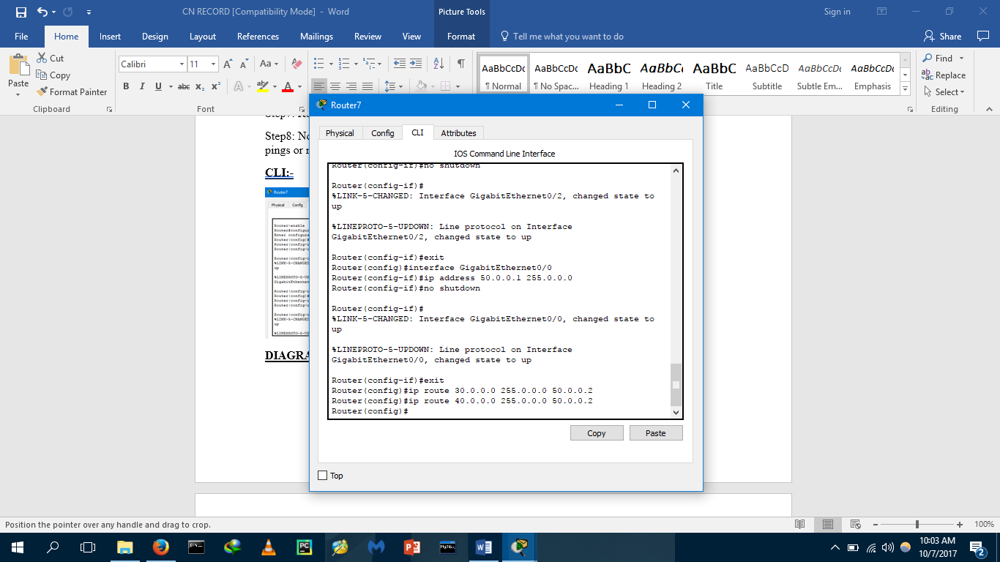 CN RECORD [Compatibility Mode] - Word
Picture Tools
Sign in
File
Home
Insert
Design
Layout
References
Mailings
Review
View
Format
Tell me what you want to do
Share
Paste
Cut
Copy
Format Painter
Clipboard
Calibri
11
Font
AaBbCcDc
¶ Normal
AaBbCcDc
¶ No Spac...
AaBbC
Heading 1
AaBbC
Heading 2
AaBbC
Title
AaBbCcD
Subtitle
AaBbCcDc
Subtle Em...
AaBbCcDc
Emphasis
Find
Replace
Select
Editing
Step8:
pings or
CLI:-
Router7
Physical Config
Router7
Physical
Config
CLI
Attributes
IOS Command Line Interface
Router(config-if)#no shutdown
Router(config-if)#
%LINK-5-CHANGED: Interface GigabitEthernet0/2, changed state to
up
%LINEPROTO-5-UPDOWN: Line protocol on Interface
GigabitEthernet0/2, changed state to up
Router(config-if)#exit
Router(config)#interface GigabitEthernet0/0
Router(config-if)#ip address 50.0.0.1 255.0.0.0
Router(config-if)#no shutdown
Router(config-if)#
%LINK-5-CHANGED: Interface GigabitEthernet0/0, changed state to
up
%LINEPROTO-5-UPDOWN: Line protocol on Interface
GigabitEthernet0/0, changed state to up
Router(config-if)#exit
Router(config)#ip route 30.0.0.0 255.0.0.0 50.0.0.2
Router(config)#ip route 40.0.0.0 255.0.0.0 50.0.0.2
Router(config)#
Copy
Paste
Top
DIAGRA
Position the pointer over any handle and drag to crop.
100%
10:03 AM
10/7/2017
2